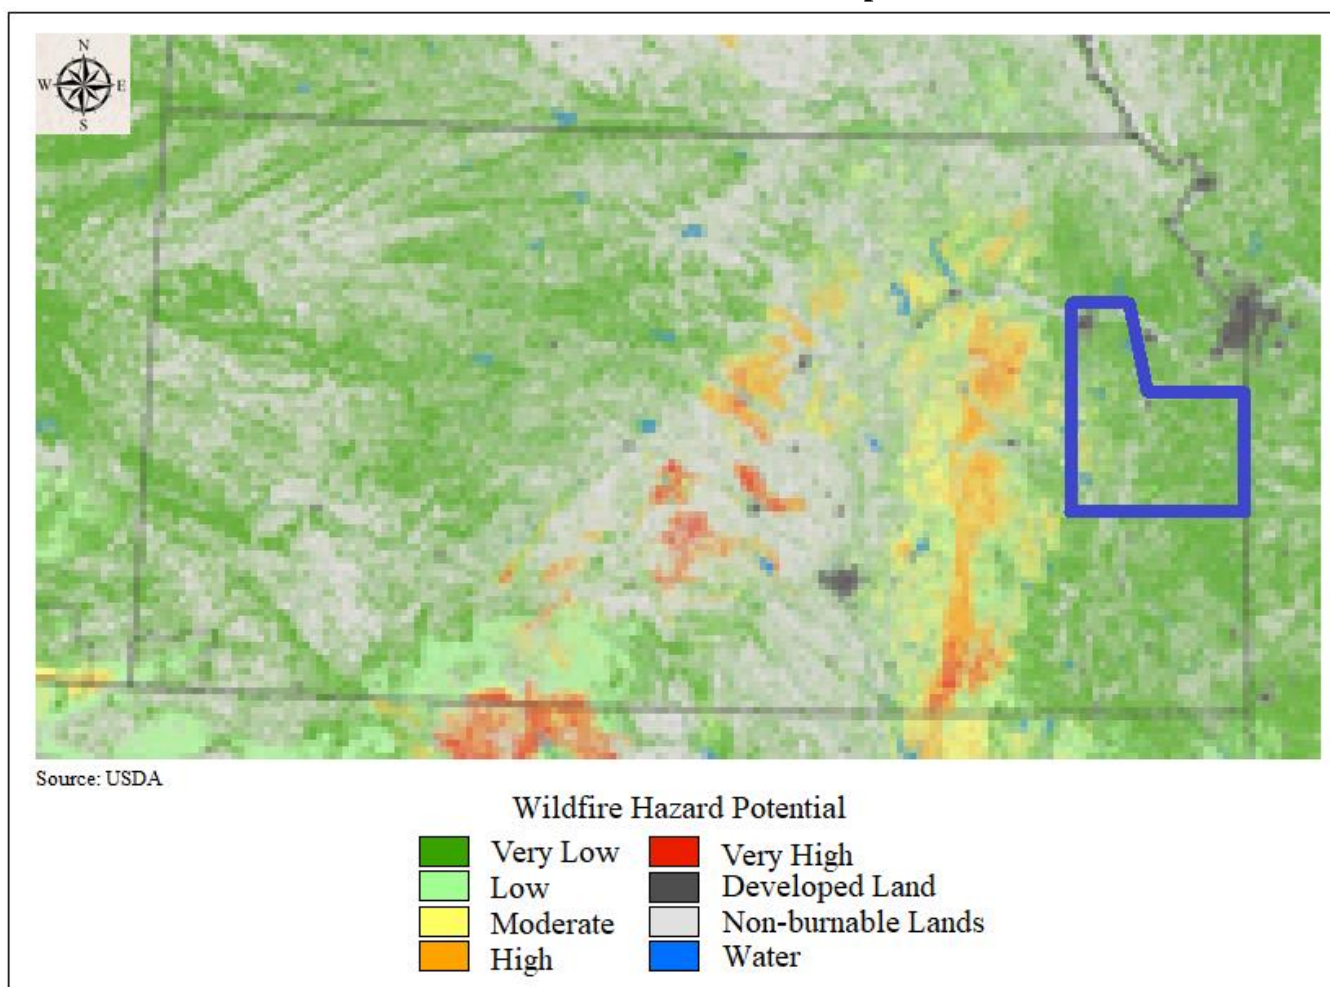 N
W E
S
Source: USDA
Wildfire Hazard Potential
Very Low
Low
Moderate
High
Very High
Developed Land
Non-burnable Lands
Water